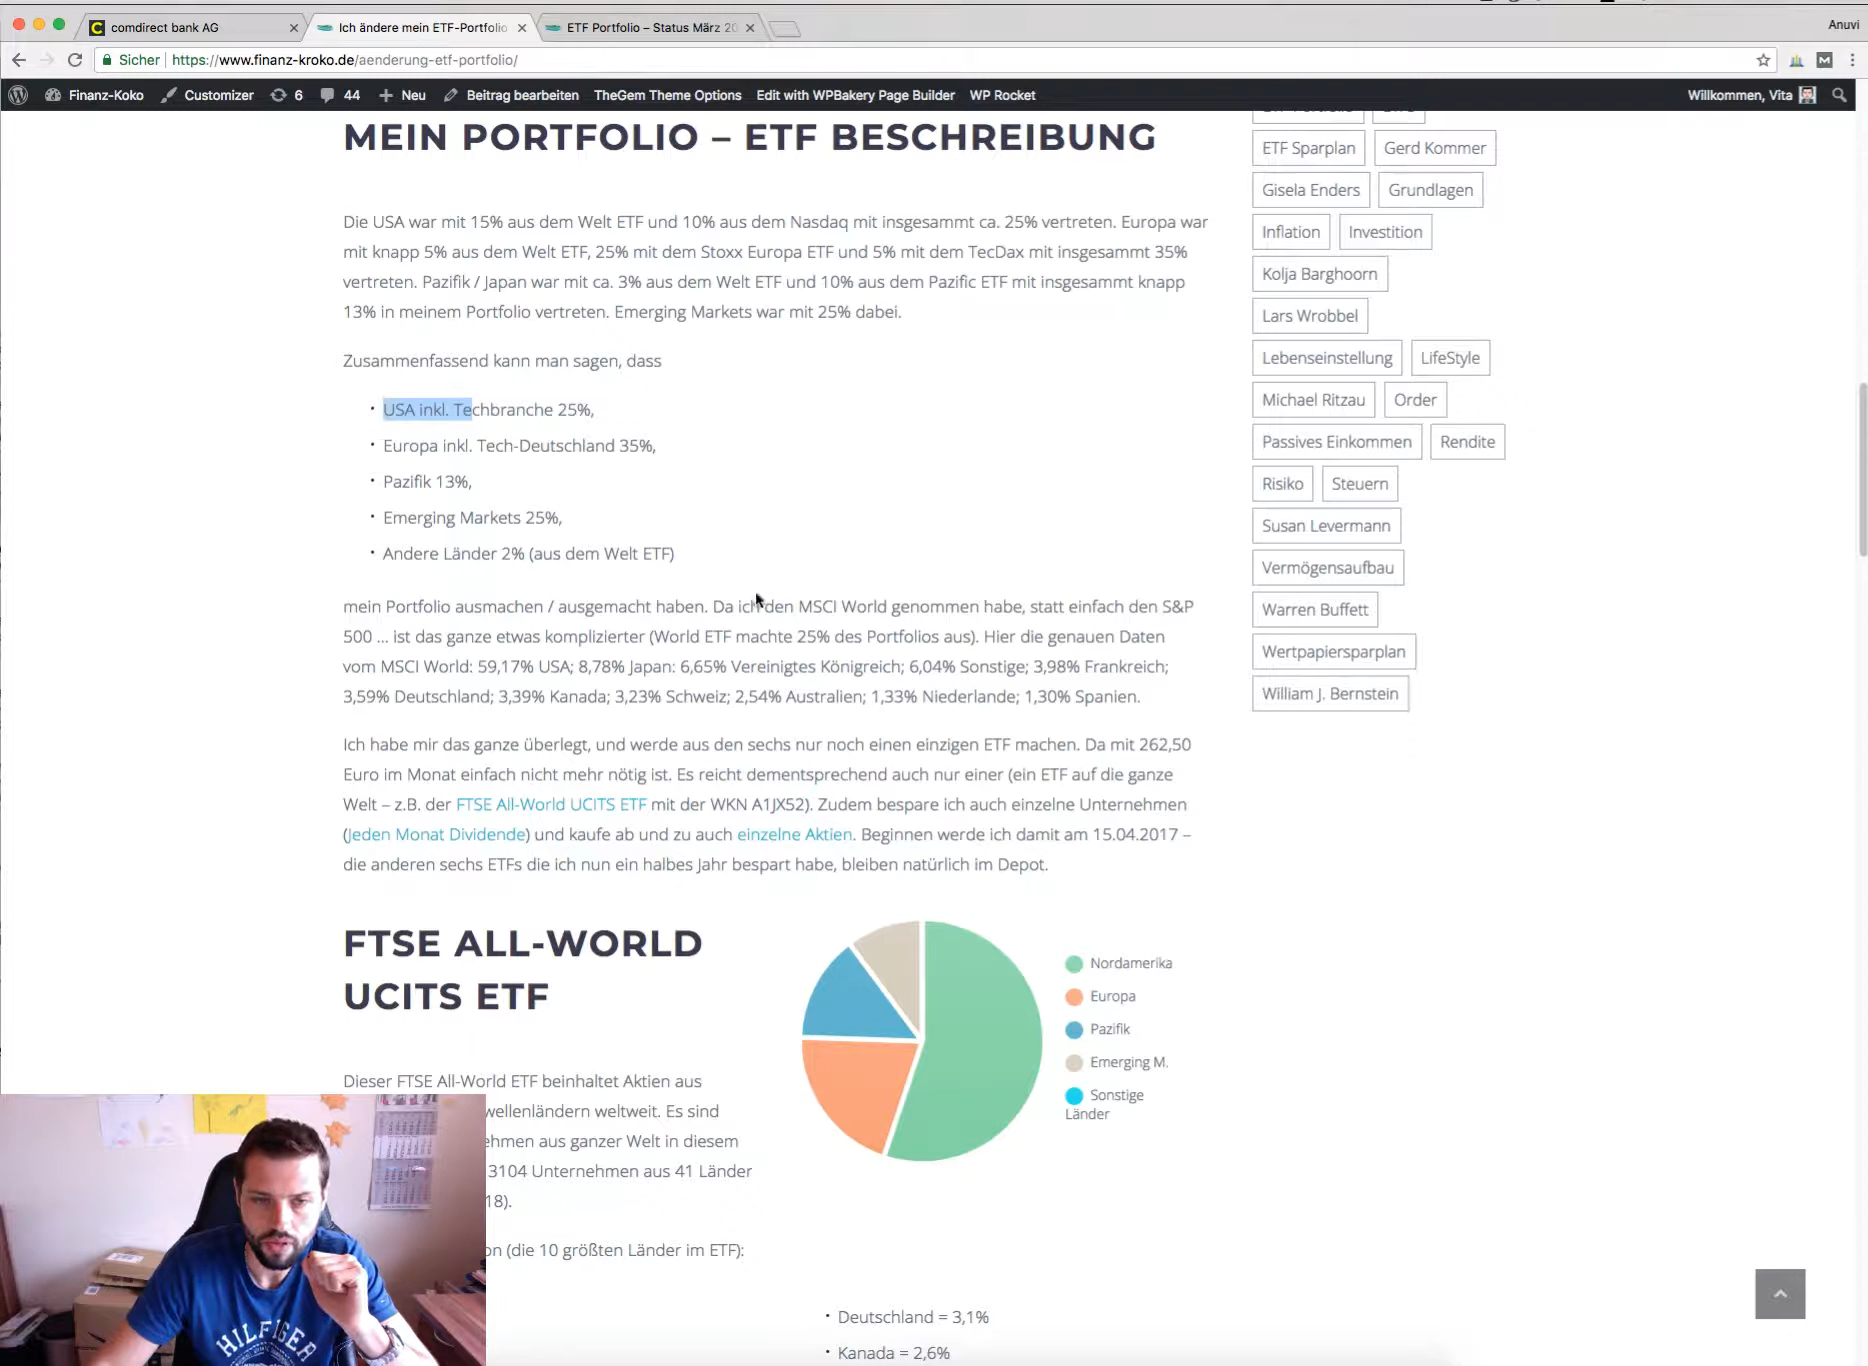 comdirect bank AG
Ich ändere mein ETF-Portfolio
ETF Portfolio – Status März 20
Anuvi
Sicher | https://www.finanz-kroko.de/aenderung-etf-portfolio/
Finanz-Koko Customizer 6 44 + Neu Beitrag bearbeiten TheGem Theme Options Edit with WPBakery Page Builder WP Rocket Willkommen, Vita
MEIN PORTFOLIO – ETF BESCHREIBUNG
Die USA war mit 15% aus dem Welt ETF und 10% aus dem Nasdaq mit insgesammt ca. 25% vertreten. Europa war
mit knapp 5% aus dem Welt ETF, 25% mit dem Stoxx Europa ETF und 5% mit dem TecDax mit insgesammt 35%
vertreten. Pazifik / Japan war mit ca. 3% aus dem Welt ETF und 10% aus dem Pazific ETF mit insgesammt knapp
13% in meinem Portfolio vertreten. Emerging Markets war mit 25% dabei.
Zusammenfassend kann man sagen, dass
• USA inkl. Techbranche 25%,
• Europa inkl. Tech-Deutschland 35%,
• Pazifik 13%,
• Emerging Markets 25%,
• Andere Länder 2% (aus dem Welt ETF)
mein Portfolio ausmachen / ausgemacht haben. Da ich den MSCI World genommen habe, statt einfach den S&P
500 ... ist das ganze etwas komplizierter (World ETF machte 25% des Portfolios aus). Hier die genauen Daten
vom MSCI World: 59,17% USA; 8,78% Japan: 6,65% Vereinigtes Königreich; 6,04% Sonstige; 3,98% Frankreich;
3,59% Deutschland; 3,39% Kanada; 3,23% Schweiz; 2,54% Australien; 1,33% Niederlande; 1,30% Spanien.
Ich habe mir das ganze überlegt, und werde aus den sechs nur noch einen einzigen ETF machen. Da mit 262,50
Euro im Monat einfach nicht mehr nötig ist. Es reicht dementsprechend auch nur einer (ein ETF auf die ganze
Welt – z.B. der FTSE All-World UCITS ETF mit der WKN A1JX52). Zudem bespare ich auch einzelne Unternehmen
(Jeden Monat Dividende) und kaufe ab und zu auch einzelne Aktien. Beginnen werde ich damit am 15.04.2017 –
die anderen sechs ETFs die ich nun ein halbes Jahr bespart habe, bleiben natürlich im Depot.
FTSE ALL-WORLD
UCITS ETF
Dieser FTSE All-World ETF beinhaltet Aktien aus
wellenländern weltweit. Es sind
ehmen aus ganzer Welt in diesem
3104 Unternehmen aus 41 Länder
18).
on (die 10 größten Länder im ETF):
Nordamerika
Europa
Pazifik
Emerging M.
Sonstige
Länder
• Deutschland = 3,1%
• Kanada = 2,6%
ETF Sparplan
Gerd Kommer
Gisela Enders
Grundlagen
Inflation
Investition
Kolja Barghoorn
Lars Wrobbel
Lebenseinstellung
LifeStyle
Michael Ritzau
Order
Passives Einkommen
Rendite
Risiko
Steuern
Susan Levermann
Vermögensaufbau
Warren Buffett
Wertpapiersparplan
William J. Bernstein
HILFIGER